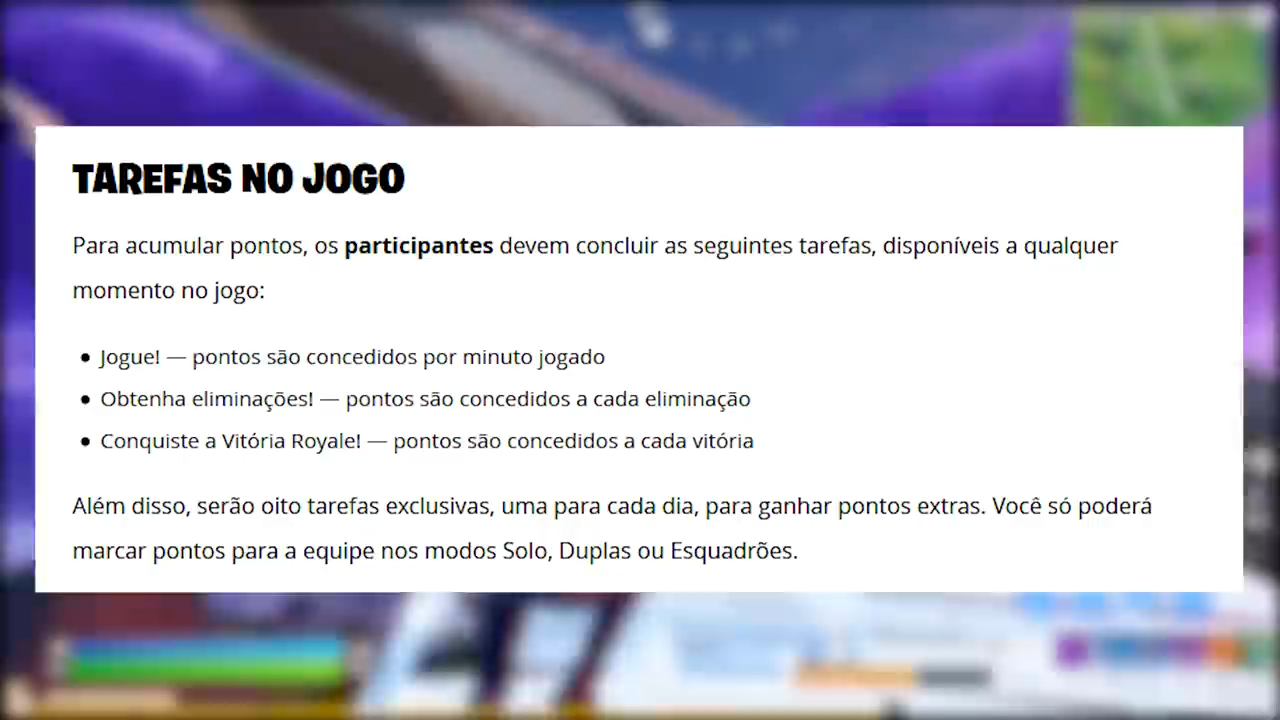 TAREFAS NO JOGO
Para acumular pontos, os participantes devem concluir as seguintes tarefas, disponíveis a qualquer
momento no jogo:
• Jogue! — pontos são concedidos por minuto jogado
• Obtenha eliminações! — pontos são concedidos a cada eliminação
• Conquiste a Vitória Royale! — pontos são concedidos a cada vitória
Além disso, serão oito tarefas exclusivas, uma para cada dia, para ganhar pontos extras. Você só poderá
marcar pontos para a equipe nos modos Solo, Duplas ou Esquadrões.